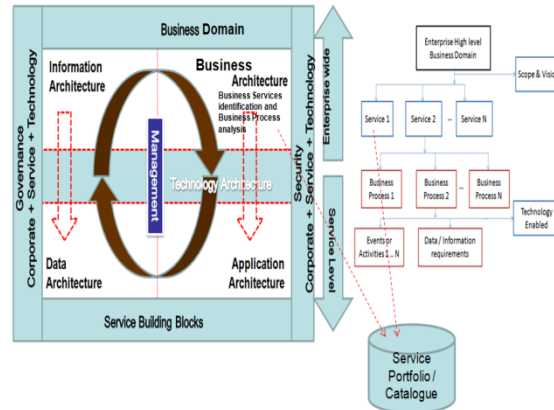 Business Domain
Information
Architecture
Business
Architecture
Business Services
identification and
Business Process
analysis
Governance
Corporate + Service + Technology
Management
Technology Architecture
Security
Corporate + Service + Technology
Enterprise wide
Service Level
Data
Architecture
Application
Architecture
Service Building Blocks
Enterprise High level
Business Domain
Scope & Vision
Service 1
Service 2
...
Service N
Business
Process 1
Business
Process 2
...
Business
Process N
Technology
Enabled
Events or
Activities 1 ... N
Data / Information
requirements
Service
Portfolio /
Catalogue